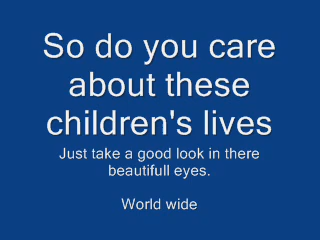 So do you care
about these
children's lives
Just take a good look in there
beautifull eyes.
World wide